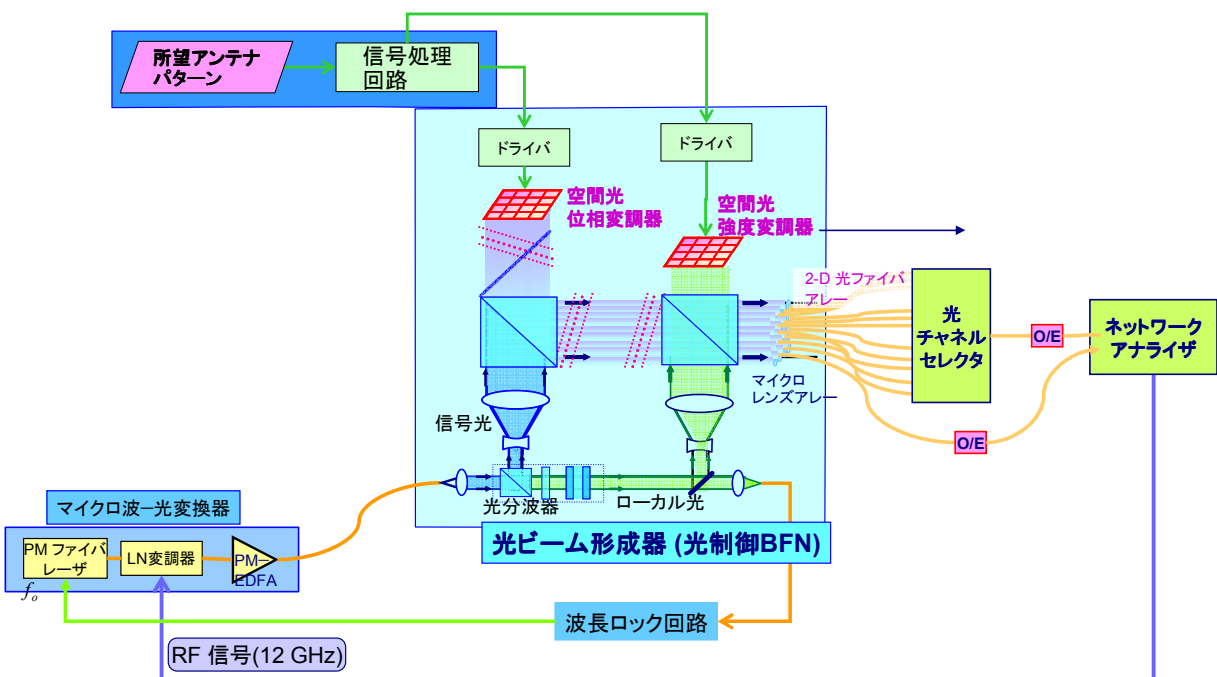 所望アンテナ
パターン
信号処理
回路
ドライバ
ドライバ
空間光
位相変調器
空間光
強度変調器
2-D 光ファイバ
アレー
光
チャネル
セレクタ
O/E
ネットワーク
アナライザ
マイクロ
レンズアレー
O/E
信号光
光分波器
ローカル光
光ビーム形成器 (光制御BFN)
マイクロ波ー光変換器
PM ファイバ
レーザ
LN変調器
PMー
EDFA
fo
波長ロック回路
RF 信号(12 GHz)